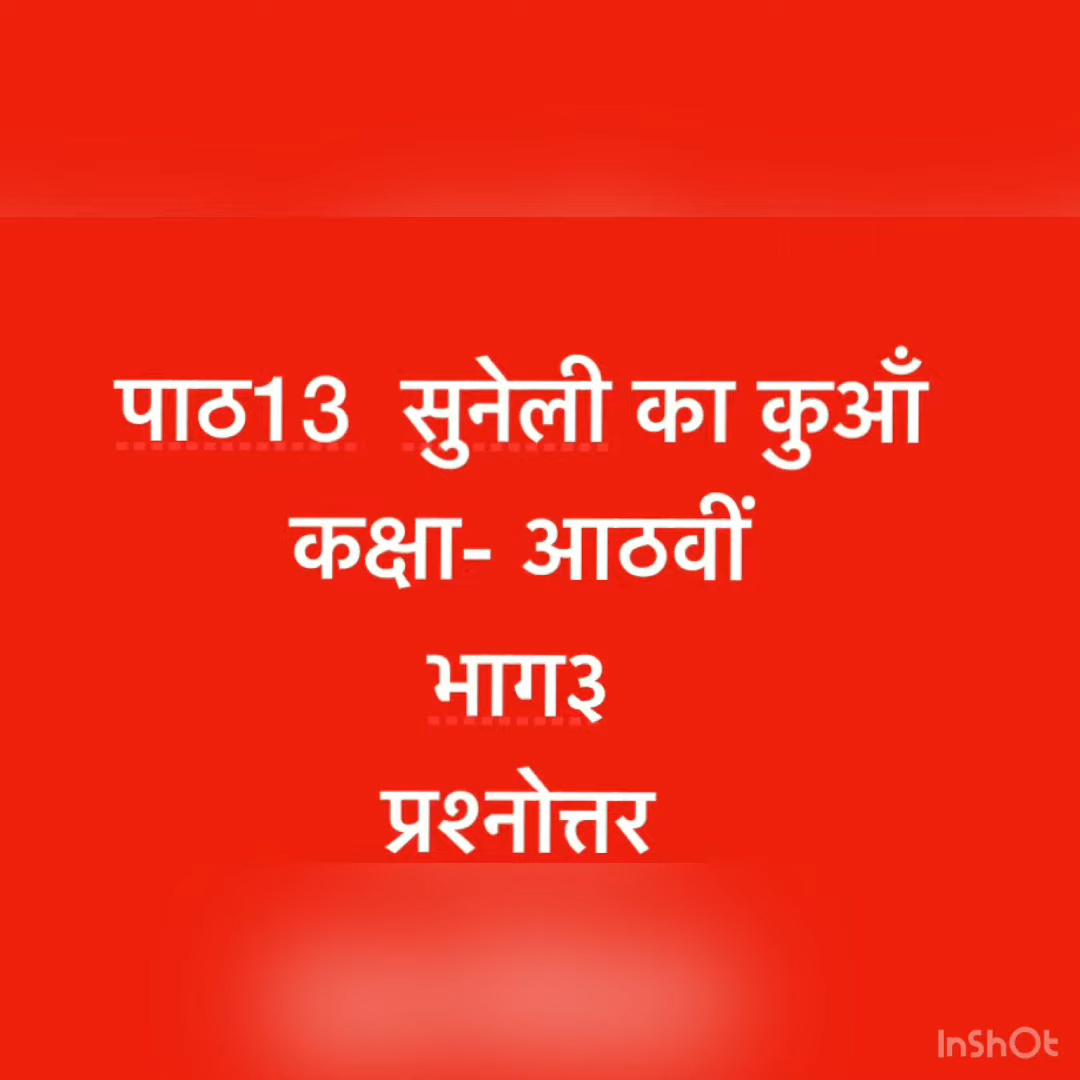 पाठ13 सुनेली का कुआँ
कक्षा- आठवीं
भाग३
प्रश्नोत्तर
InShOt